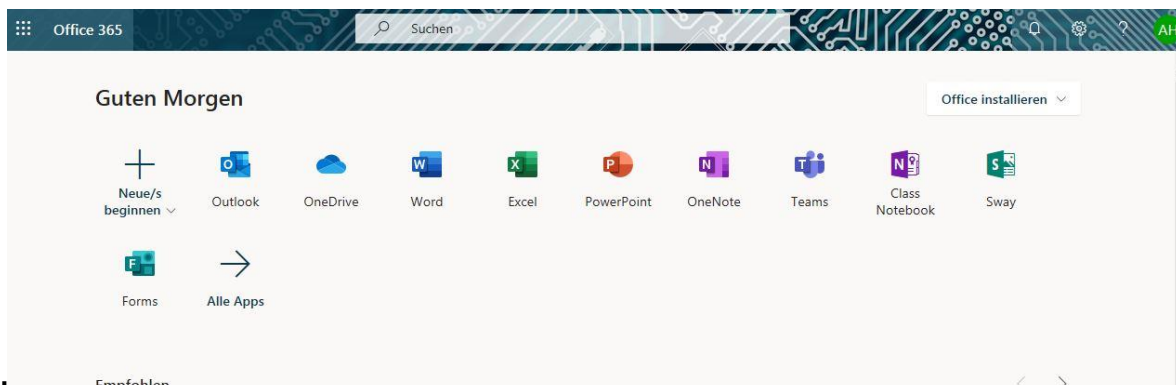 Office 365
Suchen
AH
Guten Morgen
Office installieren
Neue/s
beginnen
Outlook
OneDrive
Word
Excel
PowerPoint
OneNote
Teams
Class
Notebook
Sway
Forms
Alle Apps
Empfohlen